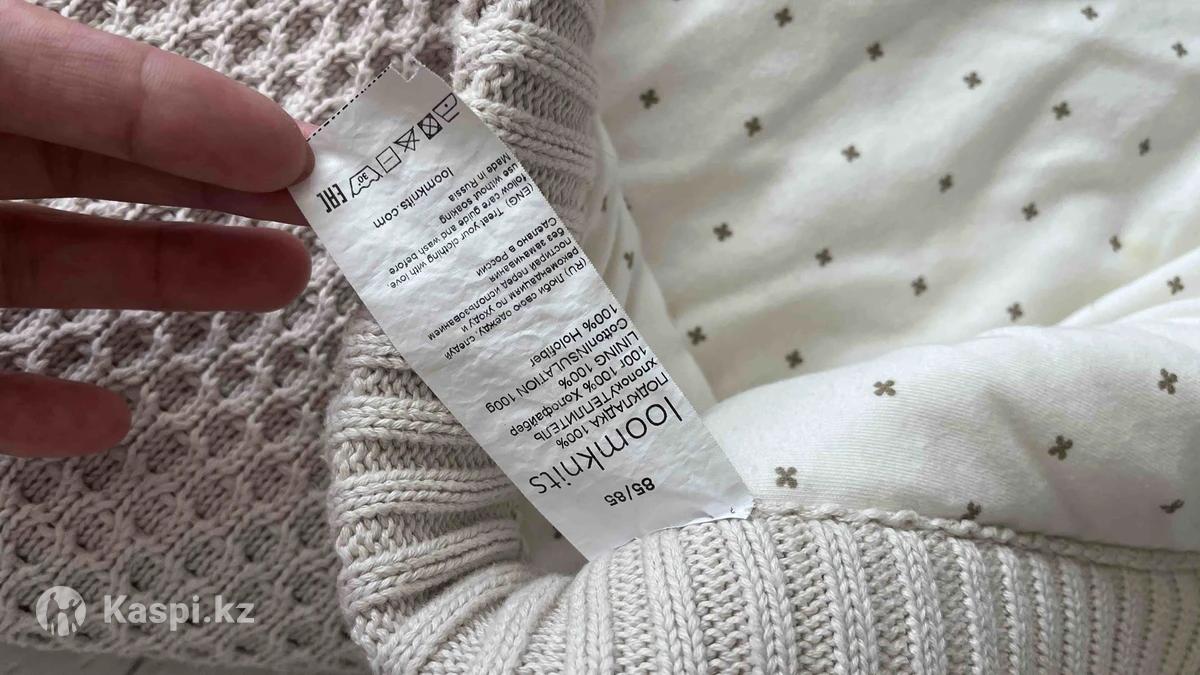 85/85
loomknits
ПОДКЛАДКА 100%
ХЛОПОКУТЕПЛИТЕЛЬ
100г 100% Холофайбер
LINING 100%
CottonINSULATION 100g
100% Holofiber
(RU) Люби свою одежду, следуй
рекомендациям по уходу и
постирай перед использованием
без замачивания
Сделано в России
(ENG) Treat your clothing with love,
follow care guide and wash before
use without soaking
Made in Russia
loomknits.com
EAC
30°
Kaspi.kz